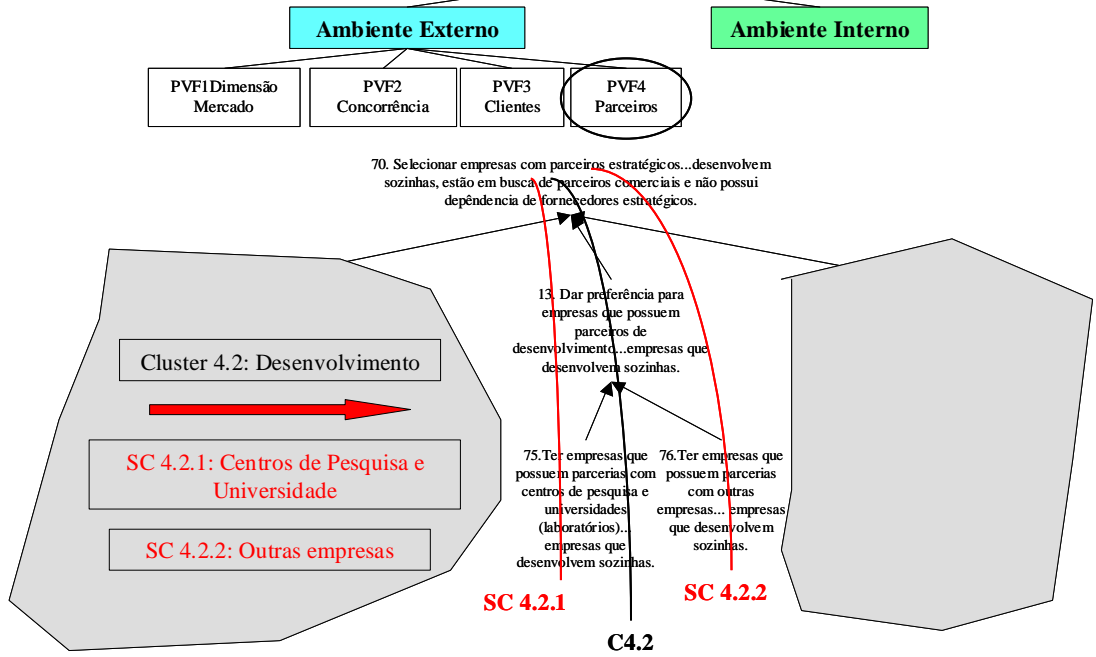 Ambiente Externo
Ambiente Interno
PVF1Dimensão
Mercado
PVF2
Concorrência
PVF3
Clientes
PVF4
Parceiros
70. Selecionar empresas com parceiros estratégicos...desenvolvem
sozinhas, estão em busca de parceiros comerciais e não possui
depêndencia de fornecedores estratégicos.
13. Dar preferência para
empresas que possuem
parceiros de
desenvolvimento...empresas que
desenvolvem sozinhas.
Cluster 4.2: Desenvolvimento
SC 4.2.1: Centros de Pesquisa e
Universidade
SC 4.2.2: Outras empresas
75.Ter empresas que
possuem parcerias com
centros de pesquisa e
universidades
(laboratórios)...
empresas que
desenvolvem sozinhas.
76.Ter empresas que
possuem parcerias
com outras
empresas... empresas
que desenvolvem
sozinhas.
SC 4.2.1
SC 4.2.2
C4.2